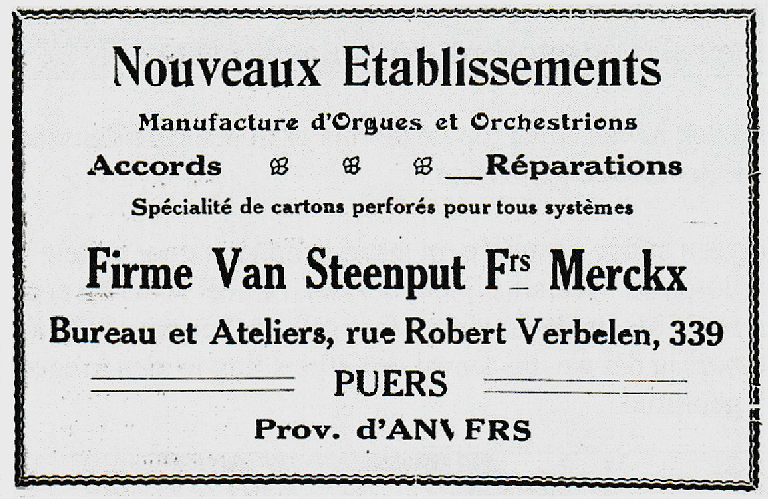 Nouveaux Etablissements
Manufacture d'Orgues et Orchestrions
Accords Réparations
Spécialité de cartons perforés pour tous systèmes
Firme Van Steenput Frs Merckx
Bureau et Ateliers, rue Robert Verbelen, 339
PUERS
Prov. d'ANVERS